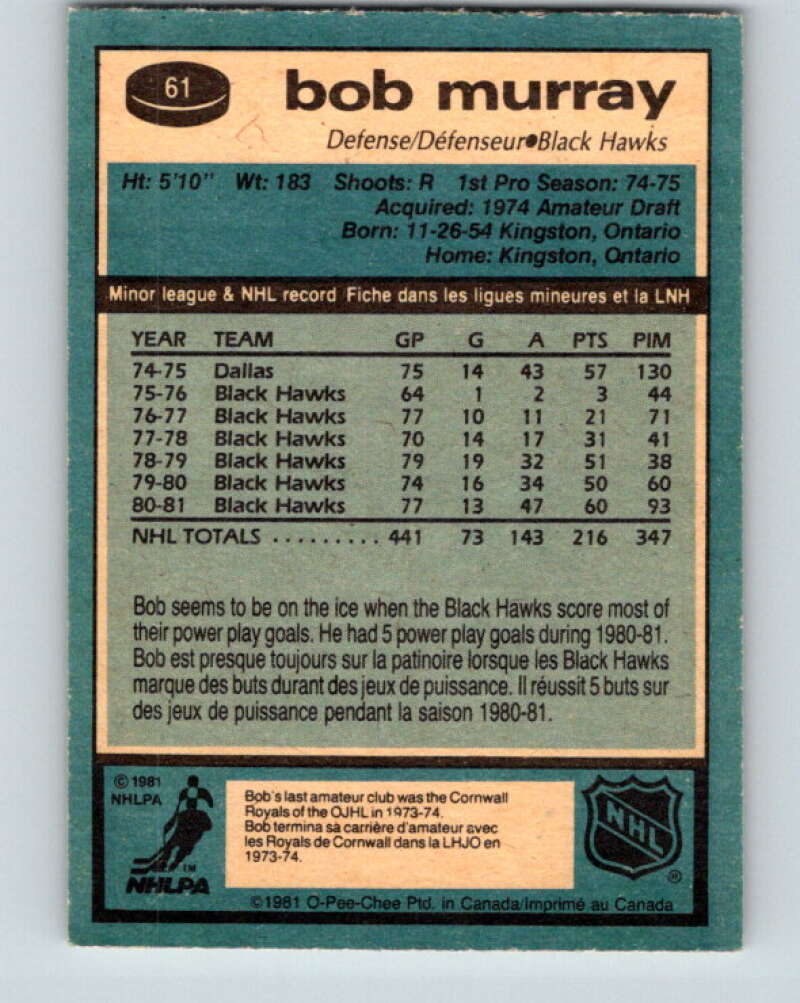 61
bob murray
Defense/Défenseur●Black Hawks
Ht: 5'10" Wt: 183 Shoots: R 1st Pro Season: 74-75
Acquired: 1974 Amateur Draft
Born: 11-26-54 Kingston, Ontario
Home: Kingston, Ontario
Minor league & NHL record Fiche dans les ligues mineures et la LNH
YEAR TEAM GP G A PTS PIM
74-75 Dallas 75 14 43 57 130
75-76 Black Hawks 64 1 2 3 44
76-77 Black Hawks 77 10 11 21 71
77-78 Black Hawks 70 14 17 31 41
78-79 Black Hawks 79 19 32 51 38
79-80 Black Hawks 74 16 34 50 60
80-81 Black Hawks 77 13 47 60 93
NHL TOTALS ......... 441 73 143 216 347
Bob seems to be on the ice when the Black Hawks score most of
their power play goals. He had 5 power play goals during 1980-81.
Bob est presque toujours sur la patinoire lorsque les Black Hawks
marque des buts durant des jeux de puissance. Il réussit 5 buts sur
des jeux de puissance pendant la saison 1980-81.
© 1981
NHLPA
TM
NHLPA
Bob's last amateur club was the Cornwall
Royals of the OJHL in 1973-74.
Bob termina sa carrière d'amateur avec
les Royals de Cornwall dans la LHJO en
1973-74.
NHL
®
©1981 O-Pee-Chee Ptd. in Canada/Imprimé au Canada